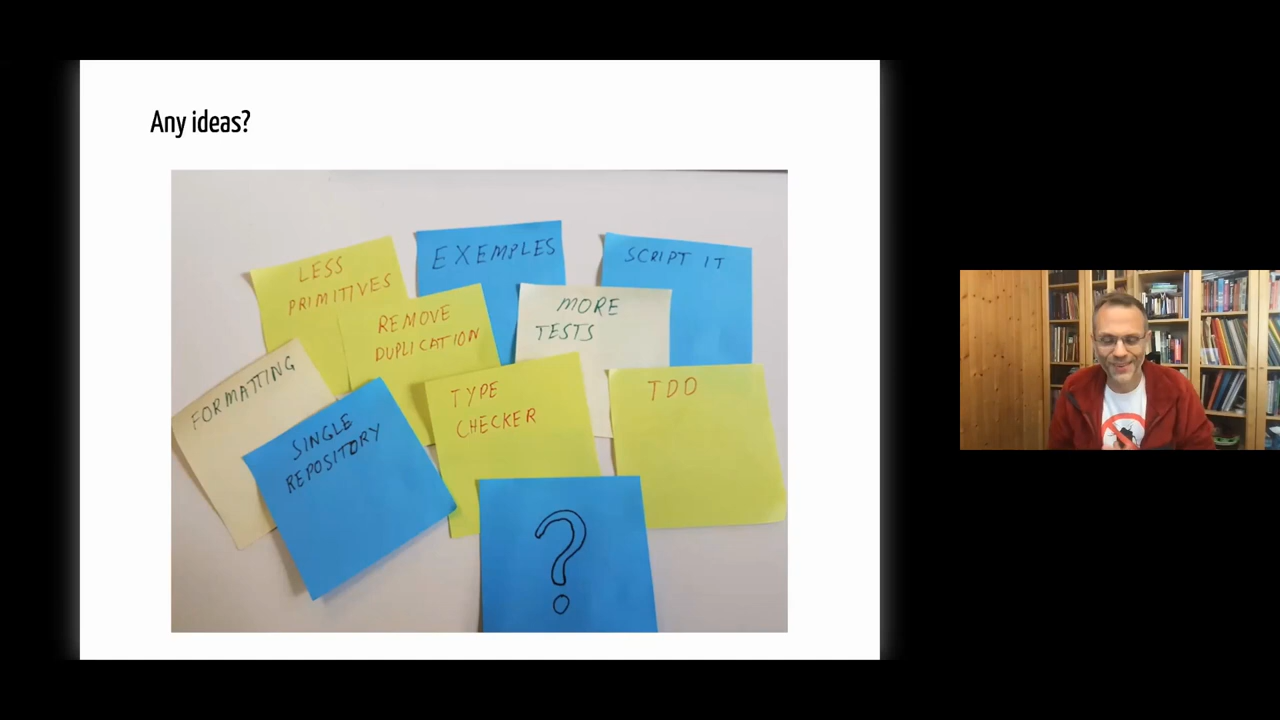 Any ideas?
LESS
PRIMITIVES
EXEMPLES
SCRIPT IT
REMOVE
DUPLICATION
MORE
TESTS
FORMATTING
SINGLE
REPOSITORY
TYPE
CHECKER
TDD
?